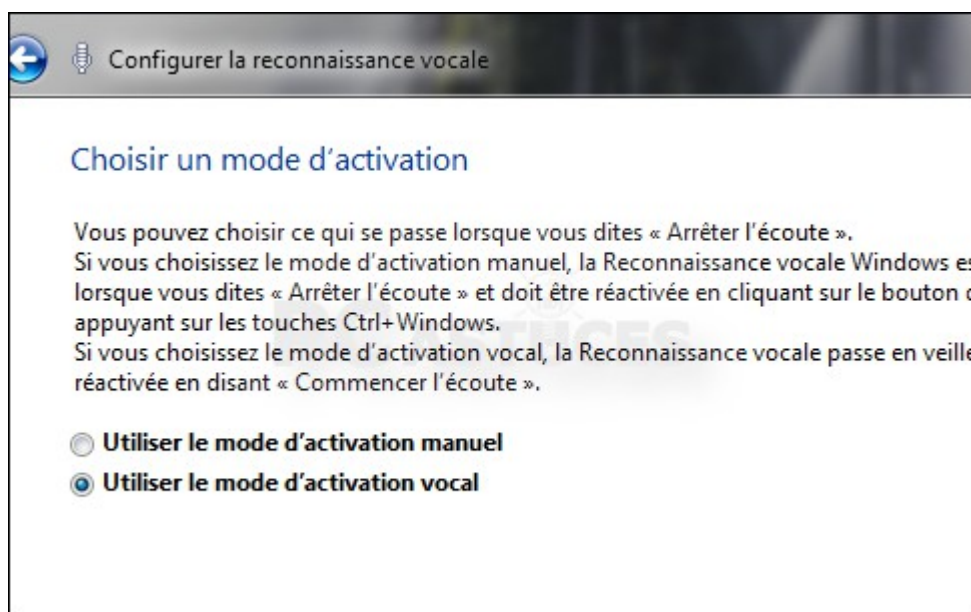 Configurer la reconnaissance vocale
Choisir un mode d'activation
Vous pouvez choisir ce qui se passe lorsque vous dites « Arrêter l'écoute ».
Si vous choisissez le mode d'activation manuel, la Reconnaissance vocale Windows
lorsque vous dites « Arrêter l'écoute » et doit être réactivée en cliquant sur le bouton
appuyant sur les touches Ctrl+Windows.
Si vous choisissez le mode d'activation vocal, la Reconnaissance vocale passe en veille
réactivée en disant « Commencer l'écoute ».
PC ASTUCES
Utiliser le mode d'activation manuel
Utiliser le mode d'activation vocal